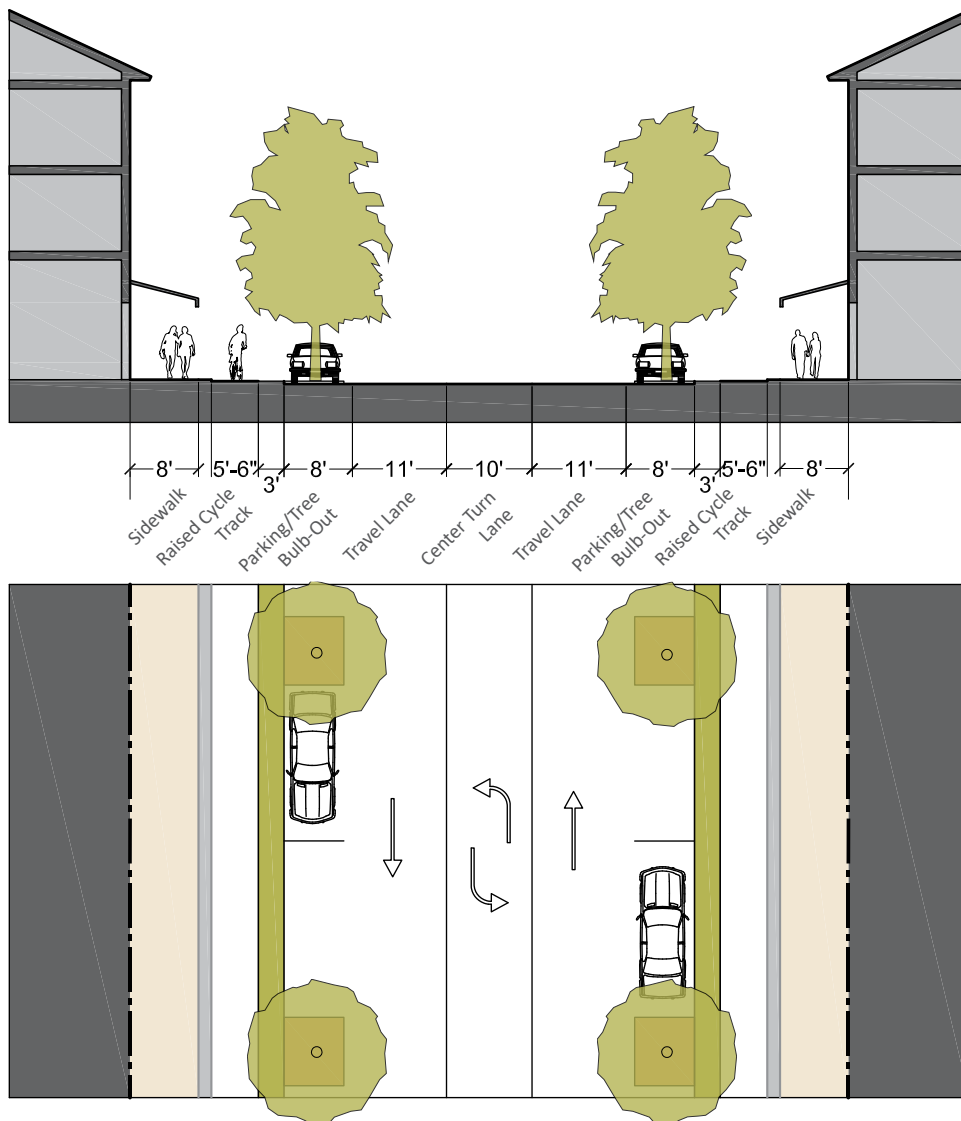 8' 5'-6" 3' 8' 11' 10' 11' 8' 3' 5'-6" 8'
Sidewalk
Raised Cycle
Track
Parking/Tree
Bulb-Out
Travel Lane
Center Turn
Lane
Travel Lane
Parking/Tree
Bulb-Out
Raised Cycle
Track
Sidewalk